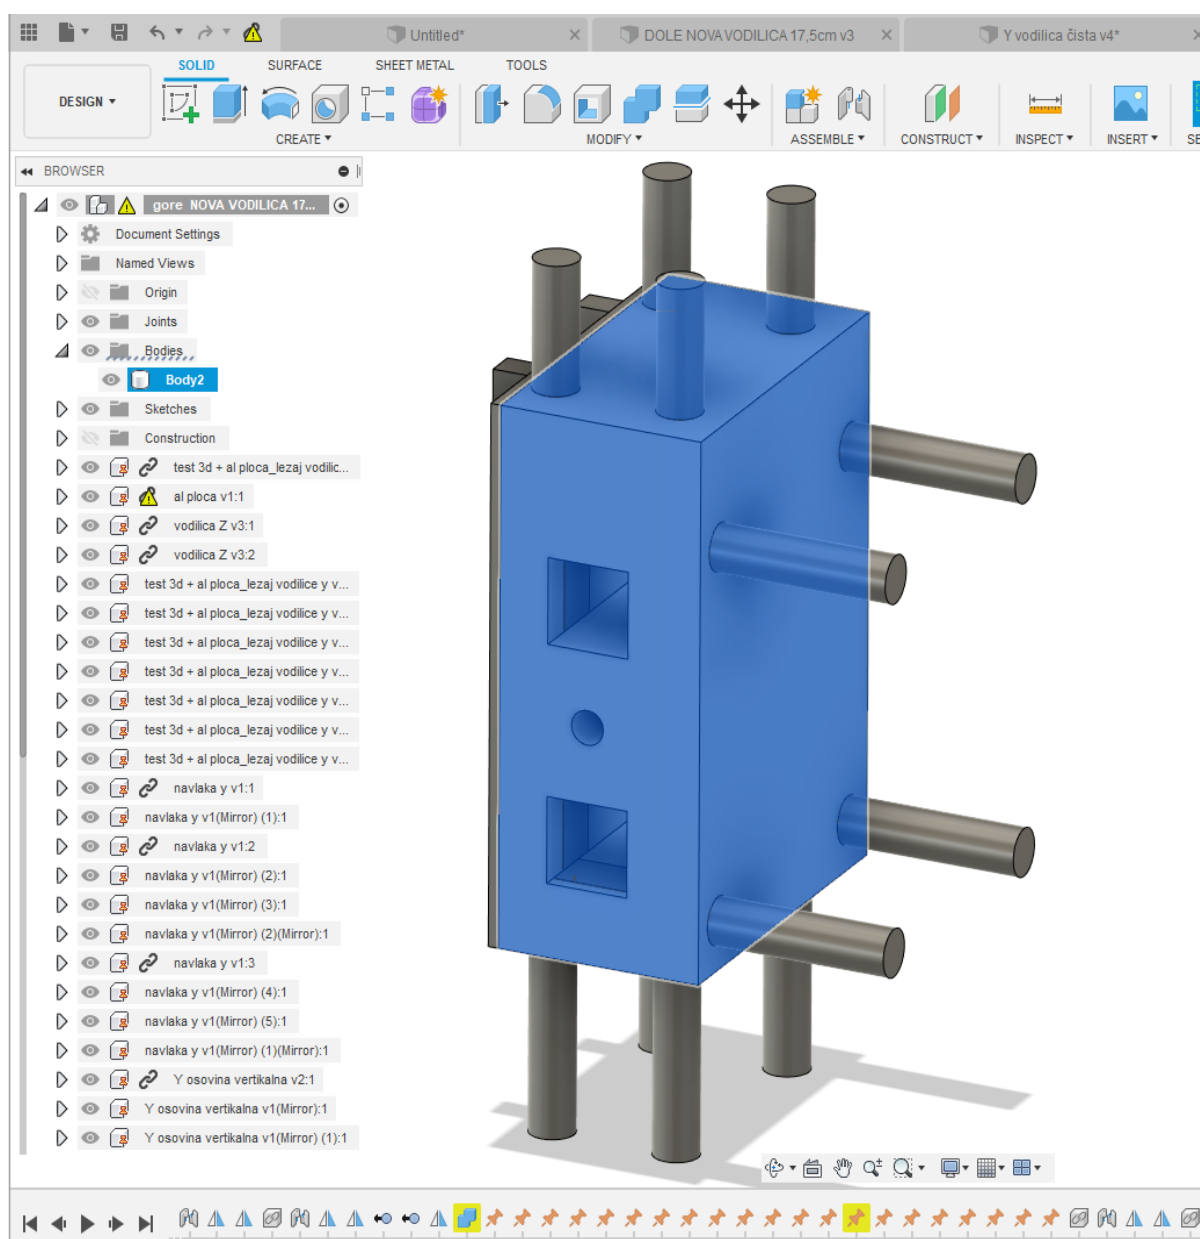 Untitled*
DOLE NOVA VODILICA 17,5cm v3
Y vodilica čista v4*
SOLID SURFACE SHEET METAL TOOLS
DESIGN
CREATE MODIFY ASSEMBLE CONSTRUCT INSPECT INSERT SE
BROWSER
gore NOVA VODILICA 17...
Document Settings
Named Views
Origin
Joints
Bodies
Body2
Sketches
Construction
test 3d + al ploca_lezaj vodilic...
al ploca v1:1
vodilica Z v3:1
vodilica Z v3:2
test 3d + al ploca_lezaj vodilice y v...
test 3d + al ploca_lezaj vodilice y v...
test 3d + al ploca_lezaj vodilice y v...
test 3d + al ploca_lezaj vodilice y v...
test 3d + al ploca_lezaj vodilice y v...
test 3d + al ploca_lezaj vodilice y v...
test 3d + al ploca_lezaj vodilice y v...
navlaka y v1:1
navlaka y v1(Mirror) (1):1
navlaka y v1:2
navlaka y v1(Mirror) (2):1
navlaka y v1(Mirror) (3):1
navlaka y v1(Mirror) (2)(Mirror):1
navlaka y v1:3
navlaka y v1(Mirror) (4):1
navlaka y v1(Mirror) (5):1
navlaka y v1(Mirror) (1)(Mirror):1
Y osovina vertikalna v2:1
Y osovina vertikalna v1(Mirror):1
Y osovina vertikalna v1(Mirror) (1):1